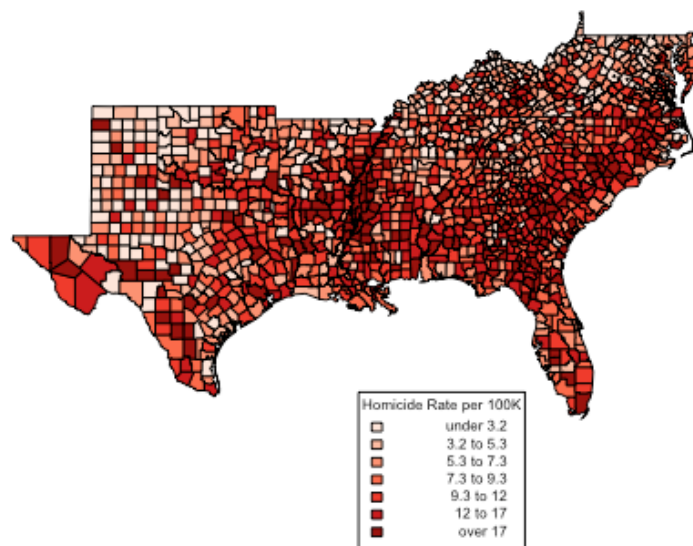 Homicide Rate per 100K
under 3.2
3.2 to 5.3
5.3 to 7.3
7.3 to 9.3
9.3 to 12
12 to 17
over 17